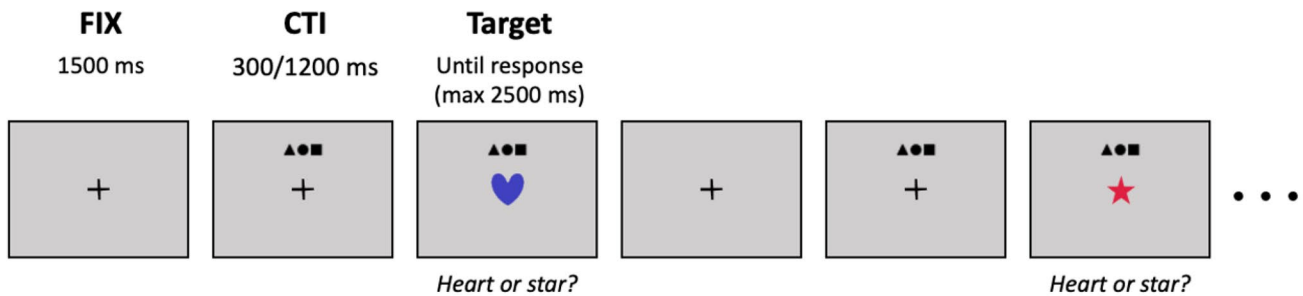 FIX
1500 ms
CTI
300/1200 ms
Target
Until response
(max 2500 ms)
Heart or star?
Heart or star?